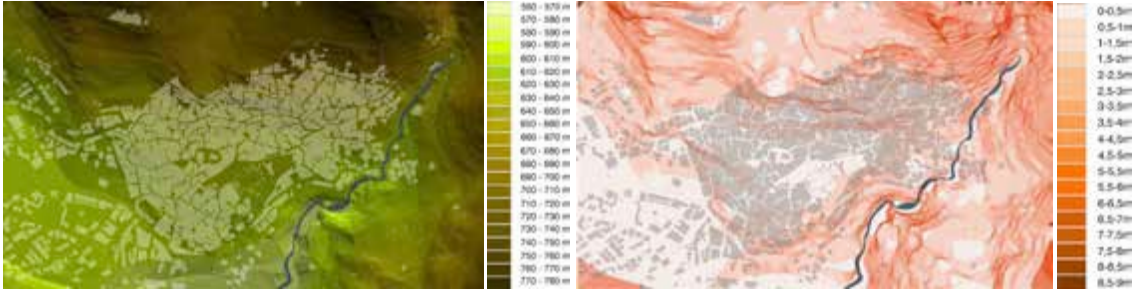 560 - 570 m
570 - 580 m
580 - 590 m
590 - 600 m
600 - 610 m
610 - 620 m
620 - 630 m
630 - 640 m
640 - 650 m
650 - 660 m
660 - 670 m
670 - 680 m
680 - 690 m
690 - 700 m
700 - 710 m
710 - 720 m
720 - 730 m
730 - 740 m
740 - 750 m
750 - 760 m
760 - 770 m
770 - 780 m
0-0,5m
0,5-1m
1-1,5m
1,5-2m
2-2,5m
2,5-3m
3-3,5m
3,5-4m
4-4,5m
4,5-5m
5-5,5m
5,5-6m
6-6,5m
6,5-7m
7-7,5m
7,5-8m
8-8,5m
8,5-9m